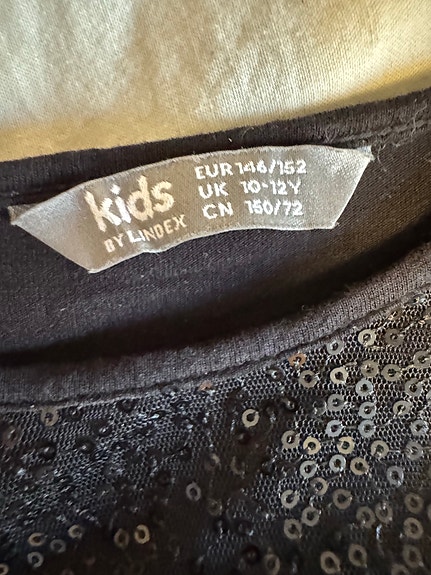 kids
BY LINDEX
EUR 146/152
UK 10-12Y
CN 150/72